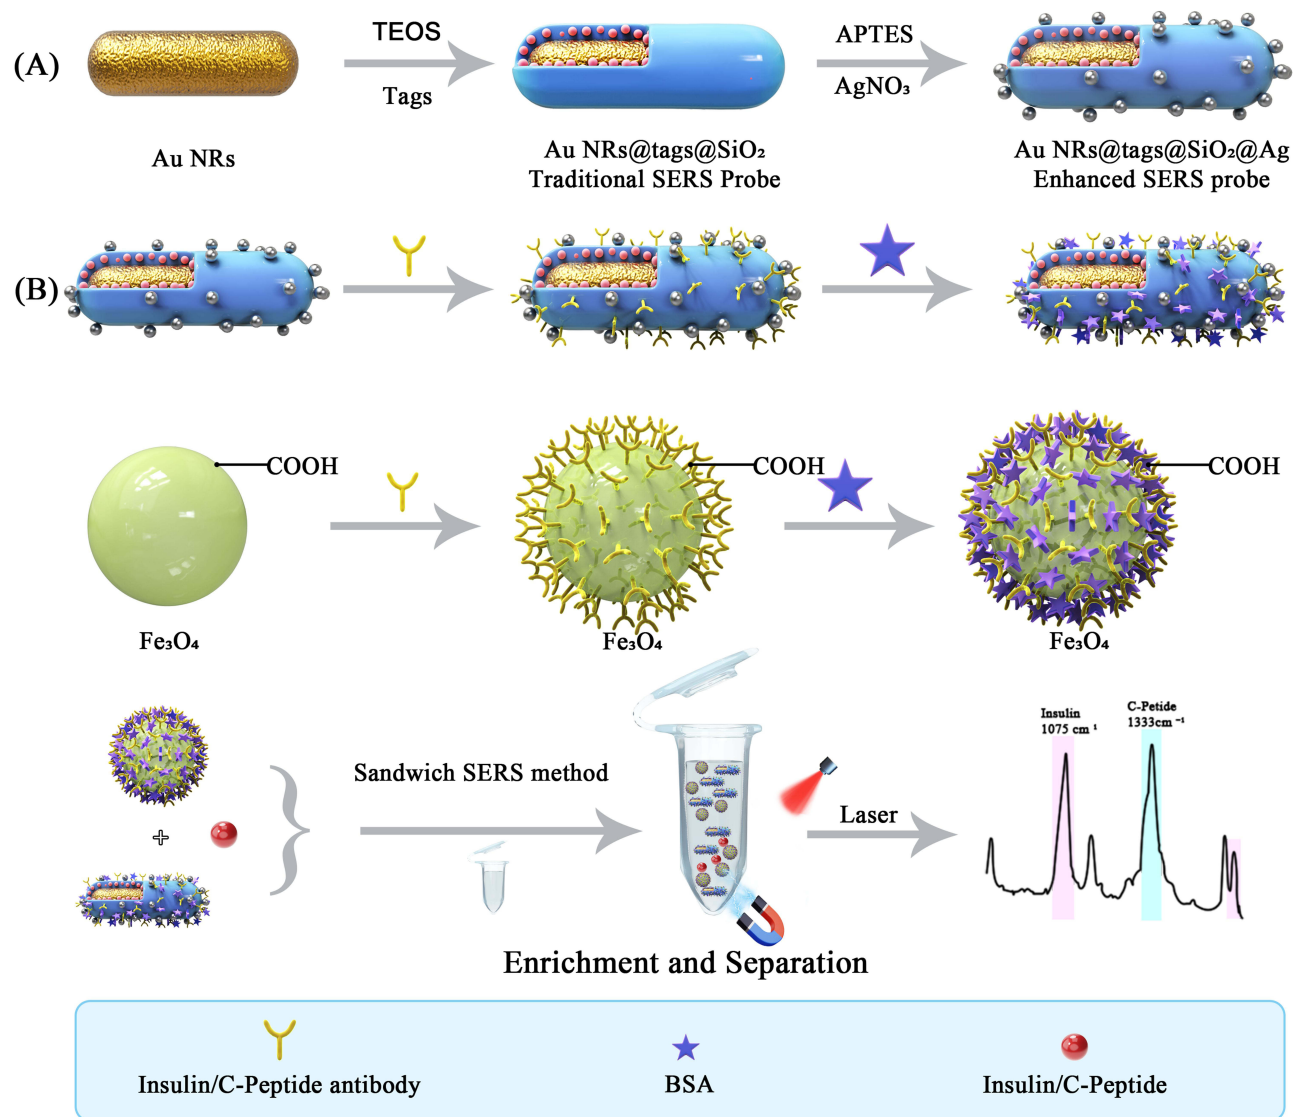 (A)
TEOS
Tags
APTES
AgNO₃
Au NRs
Au NRs@tags@SiO₂
Traditional SERS Probe
Au NRs@tags@SiO₂@Ag
Enhanced SERS probe
(B)
COOH
COOH
COOH
Fe₃O₄
Fe₃O₄
Fe₃O₄
Sandwich SERS method
Laser
Insulin
1075 cm ¹
C-Petide
1333cm ⁻¹
Enrichment and Separation
Insulin/C-Peptide antibody
BSA
Insulin/C-Peptide